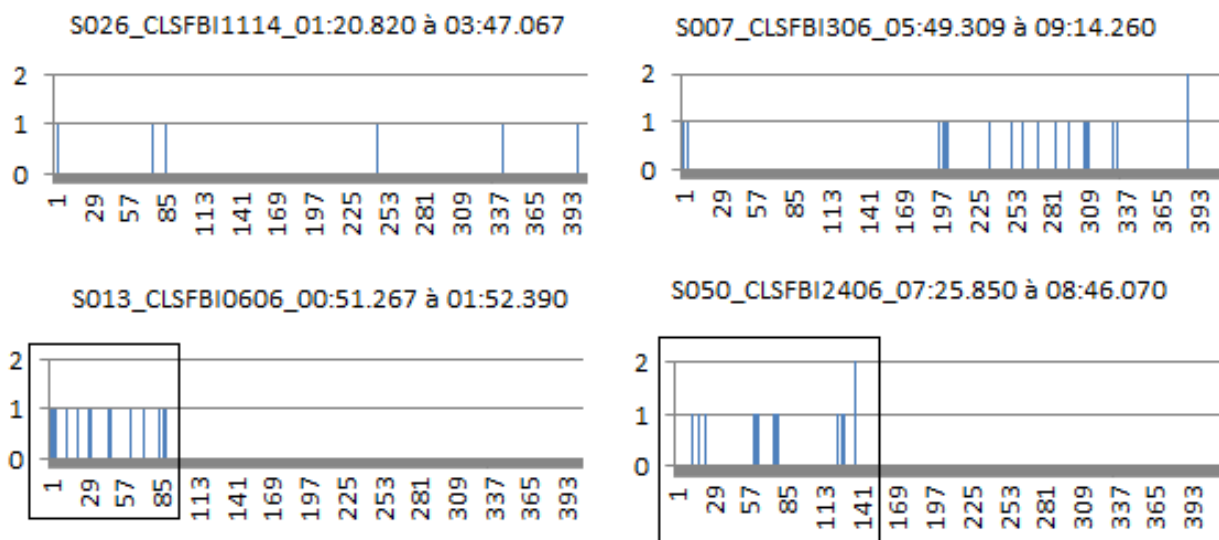 S026_CLSFBI1114_01:20.820 à 03:47.067
2
1
0
1 29 57 85 113 141 169 197 225 253 281 309 337 365 393
S007_CLSFBI306_05:49.309 à 09:14.260
2
1
0
1 29 57 85 113 141 169 197 225 253 281 309 337 365 393
S013_CLSFBI0606_00:51.267 à 01:52.390
2
1
0
1 29 57 85 113 141 169 197 225 253 281 309 337 365 393
S050_CLSFBI2406_07:25.850 à 08:46.070
2
1
0
1 29 57 85 113 141 169 197 225 253 281 309 337 365 393